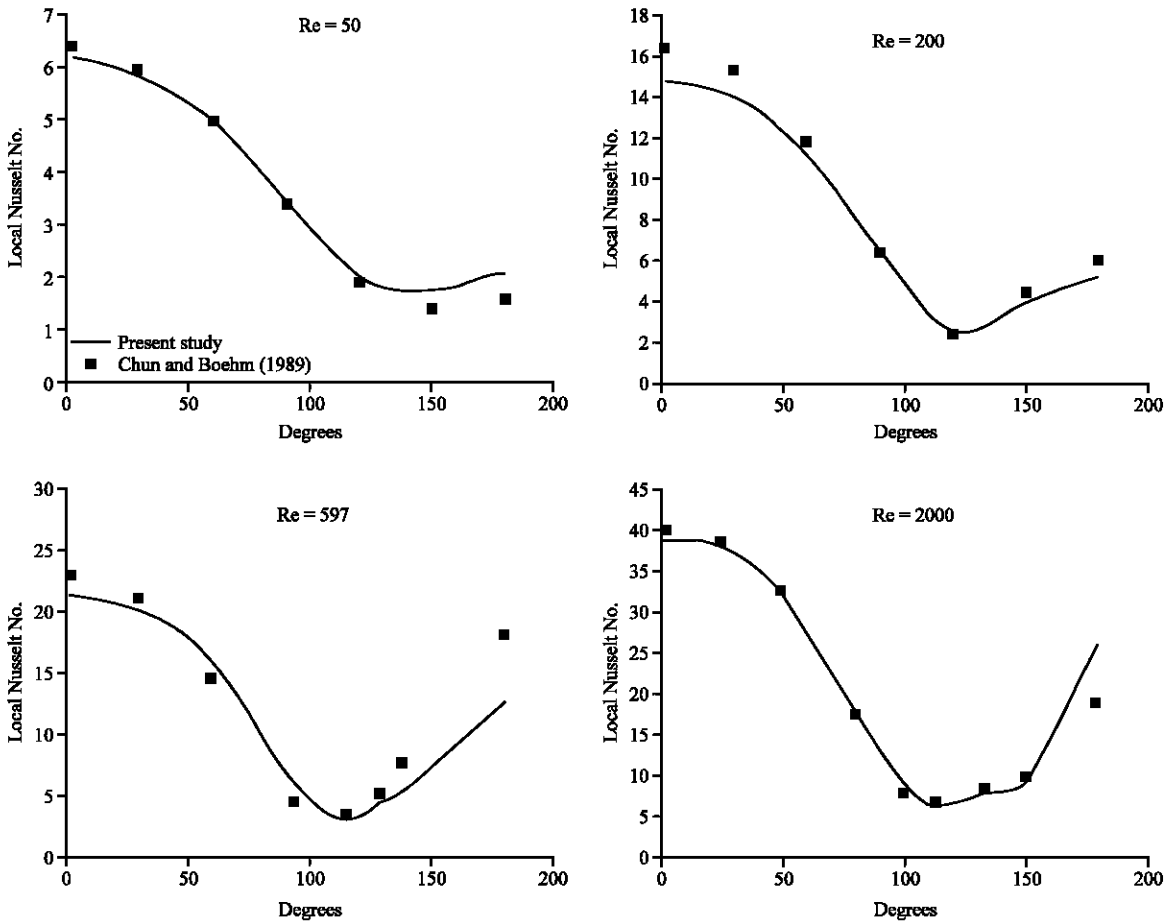 Re = 50
Local Nusselt No.
7
6
5
4
3
2
1
0
Present study
Chun and Boehm (1989)
0 50 100 150 200
Degrees
Re = 200
Local Nusselt No.
18
16
14
12
10
8
6
4
2
0
0 50 100 150 200
Degrees
Re = 597
Local Nusselt No.
30
25
20
15
10
5
0
0 50 100 150 200
Degrees
Re = 2000
Local Nusselt No.
45
40
35
30
25
20
15
10
5
0
0 50 100 150 200
Degrees